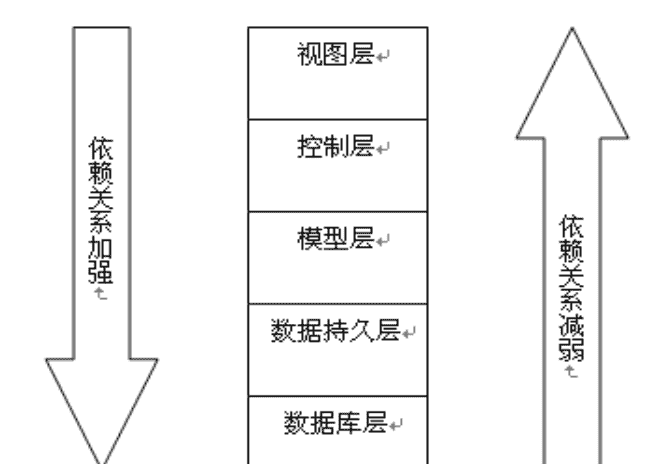 视图层
控制层
模型层
数据持久层
数据库层
依赖关系加强
依赖关系减弱